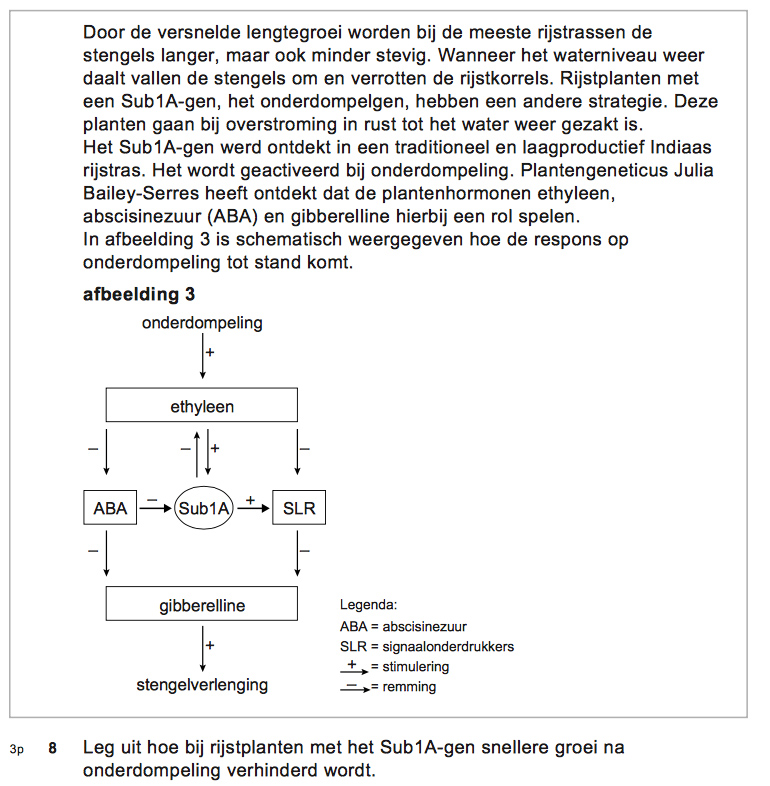 Door de versnelde lengtegroei worden bij de meeste rijstrassen de
stengels langer, maar ook minder stevig. Wanneer het waterniveau weer
daalt vallen de stengels om en verrotten de rijstkorrels. Rijstplanten met
een Sub1A-gen, het onderdompelgen, hebben een andere strategie. Deze
planten gaan bij overstroming in rust tot het water weer gezakt is.
Het Sub1A-gen werd ontdekt in een traditioneel en laagproductief Indiaas
rijstras. Het wordt geactiveerd bij onderdompeling. Plantengeneticus Julia
Bailey-Serres heeft ontdekt dat de plantenhormonen ethyleen,
abscisinezuur (ABA) en gibberelline hierbij een rol spelen.
In afbeelding 3 is schematisch weergegeven hoe de respons op
onderdompeling tot stand komt.
afbeelding 3
onderdompeling
+
ethyleen
– – + –
ABA – Sub1A + SLR
– –
gibberelline
+
stengelverlenging
Legenda:
ABA = abscisinezuur
SLR = signaalonderdrukkers
+ = stimulering
– = remming
3p 8 Leg uit hoe bij rijstplanten met het Sub1A-gen snellere groei na
onderdompeling verhinderd wordt.